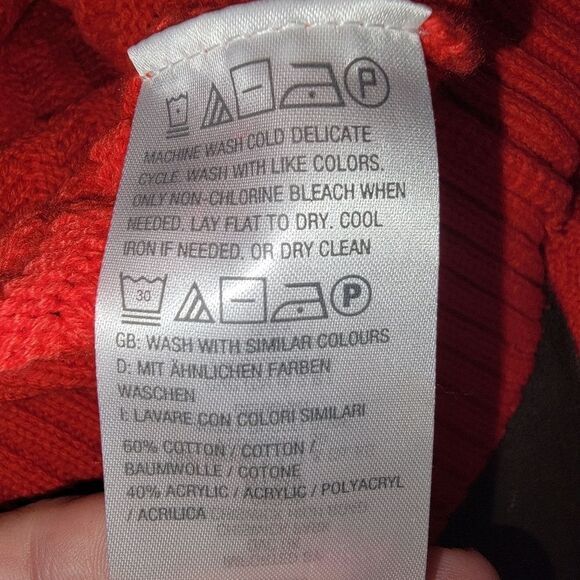 P
MACHINE WASH COLD DELICATE
CYCLE. WASH WITH LIKE COLORS.
ONLY NON-CHLORINE BLEACH WHEN
NEEDED. LAY FLAT TO DRY. COOL
IRON IF NEEDED. OR DRY CLEAN
30 P
GB: WASH WITH SIMILAR COLOURS
D: MIT ÄHNLICHEN FARBEN
WASCHEN
I: LAVARE CON COLORI SIMILARI
60% COTTON / COTTON /
BAUMWOLLE / COTONE
40% ACRYLIC / ACRYLIC / POLYACRYL
/ ACRILICA